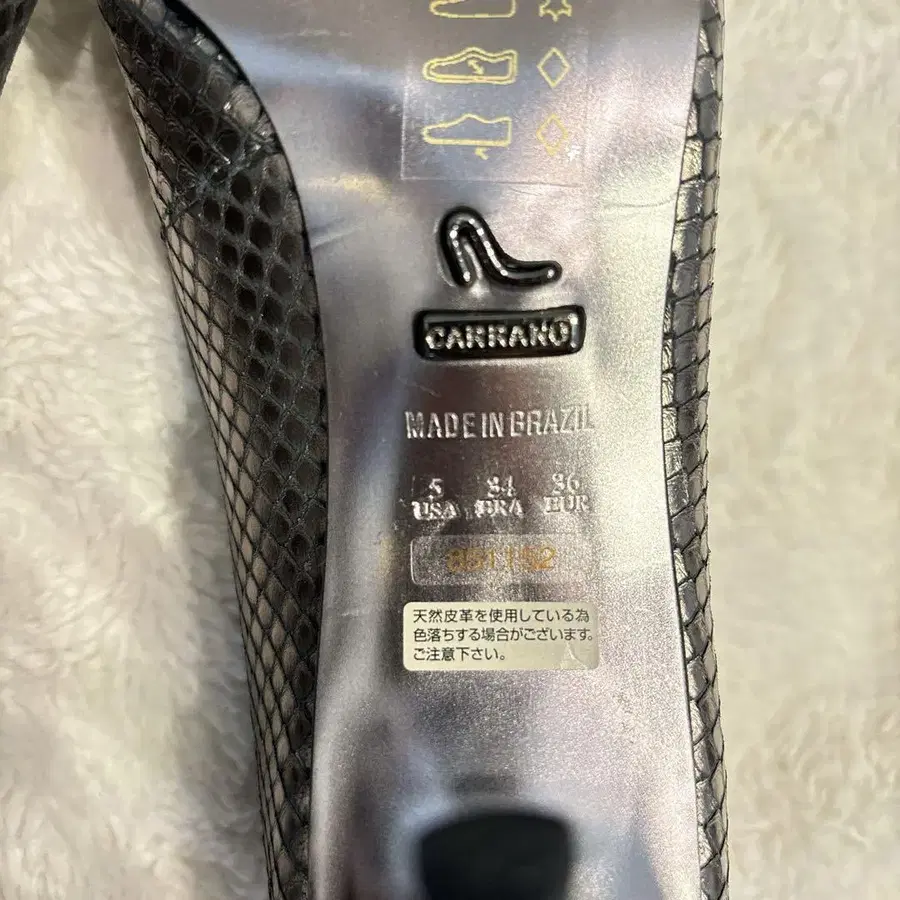 CARRANO
MADE IN BRAZIL
5 34 36
USA BRA EUR
天然皮革を使用している為
色落ちする場合がございます。
ご注意下さい。